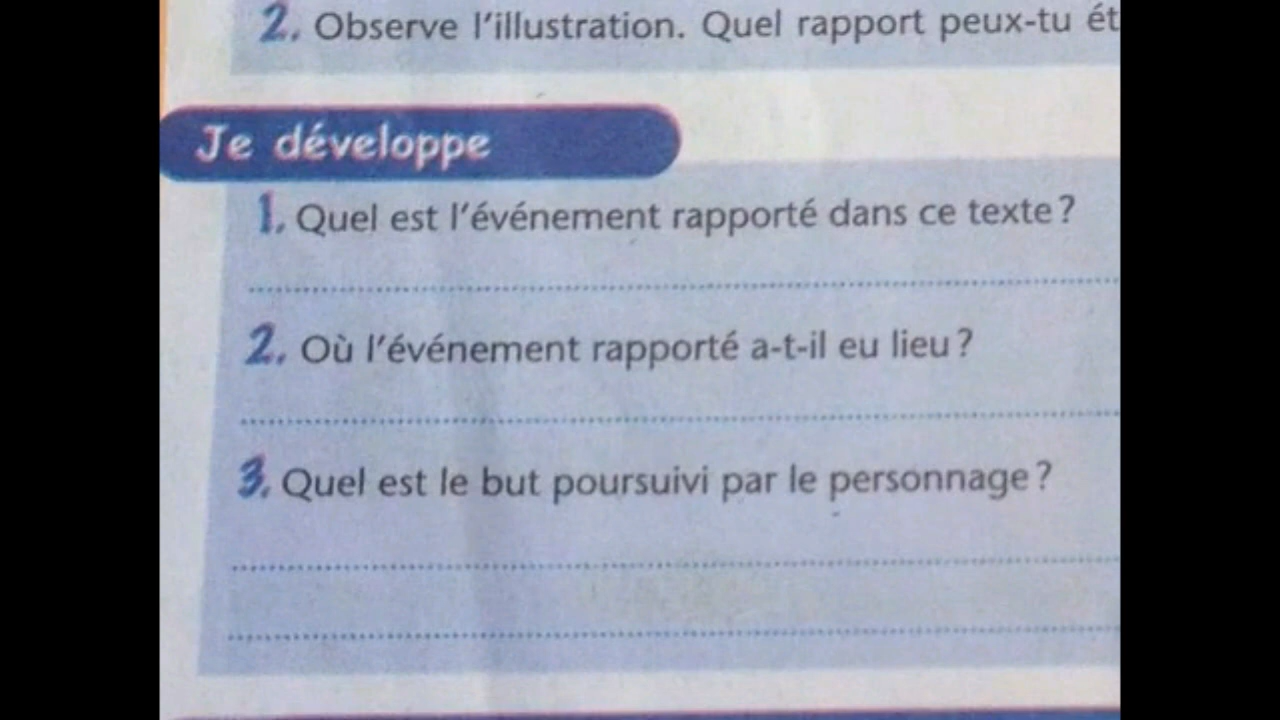 2. Observe l'illustration. Quel rapport peux-tu ét
Je développe
1. Quel est l'événement rapporté dans ce texte ?
2. Où l'événement rapporté a-t-il eu lieu ?
3. Quel est le but poursuivi par le personnage ?